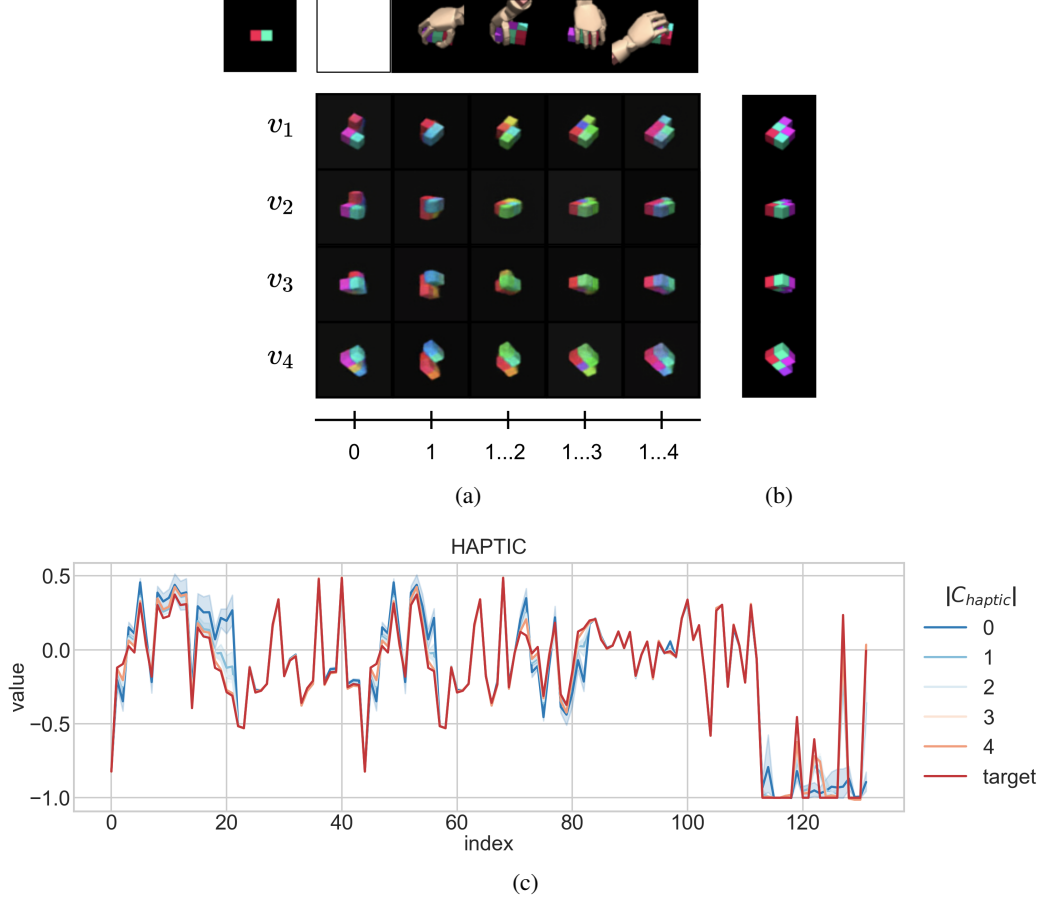 v1
v2
v3
v4
0 1 1...2 1...3 1...4
(a) (b)
HAPTIC
0.5
0.0
−0.5
−1.0
value
0 20 40 60 80 100 120
index
|Chaptic|
0
1
2
3
4
target
(c)